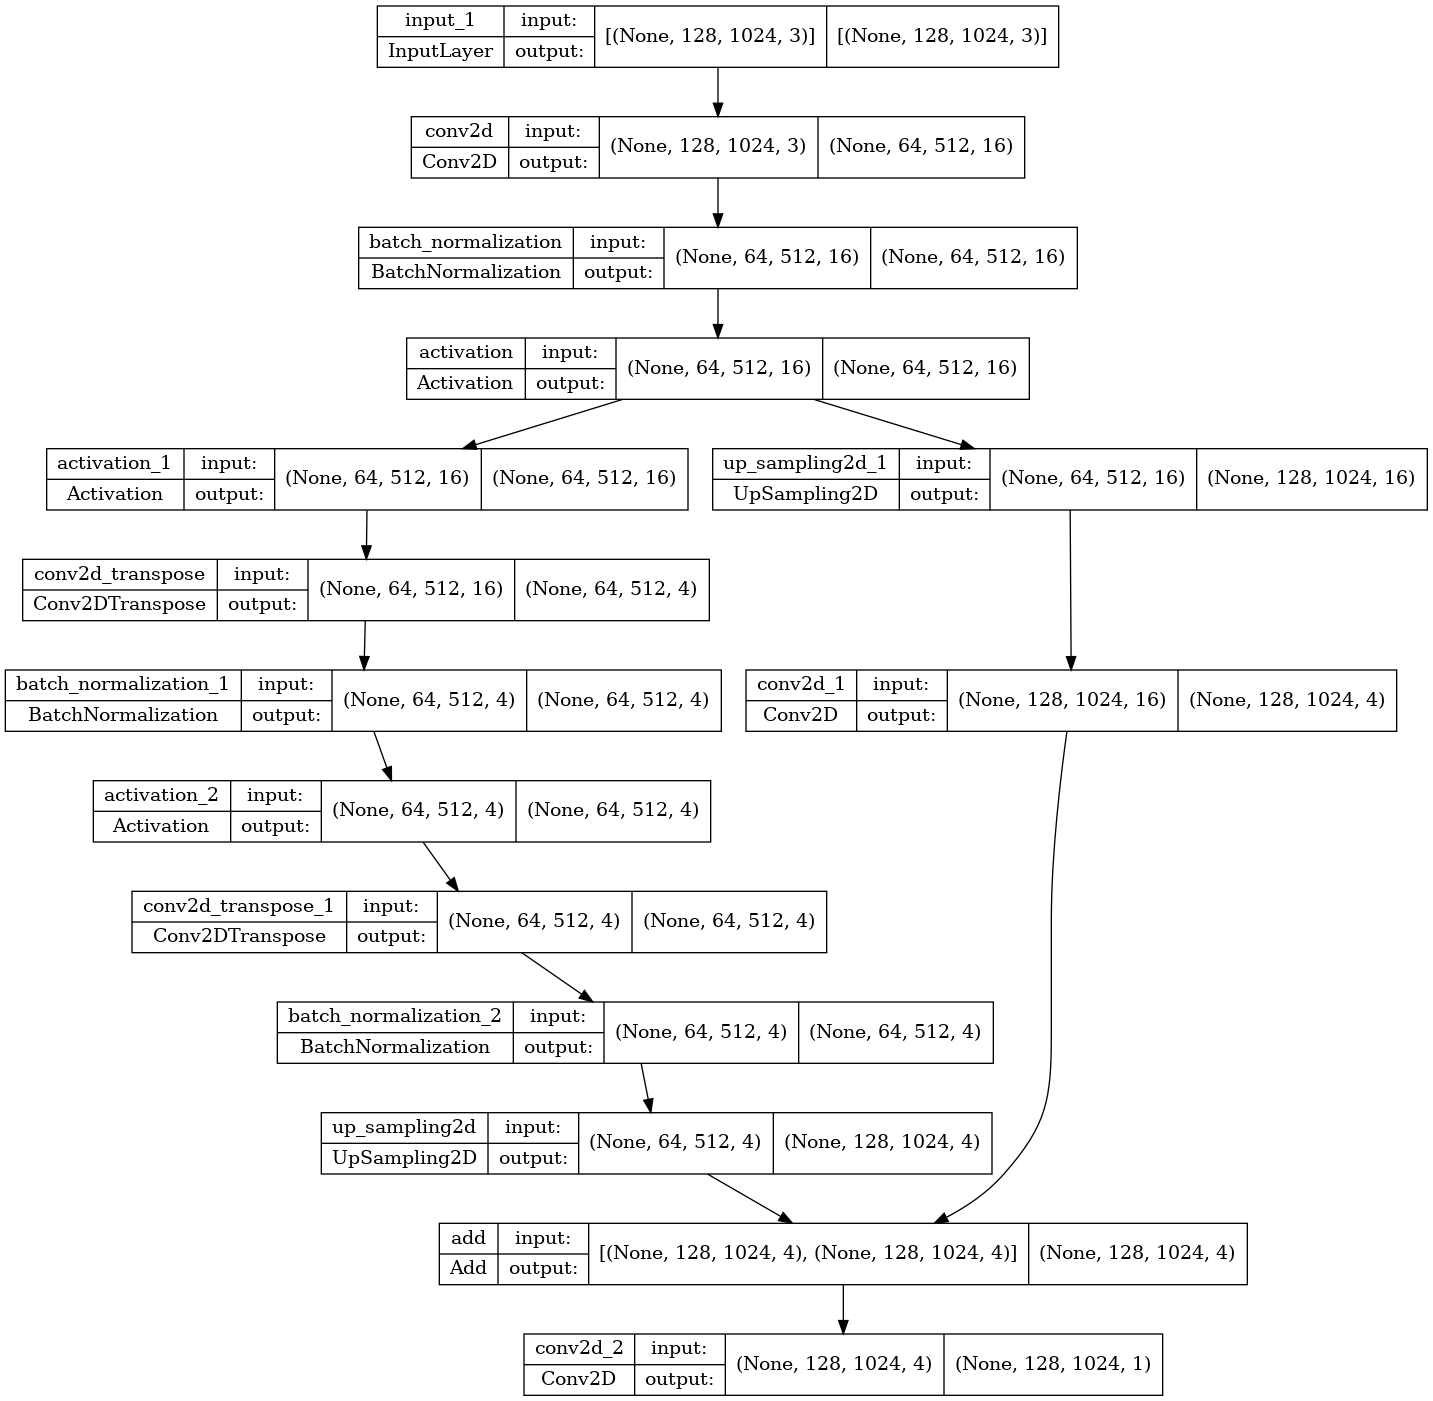 input_1 input: [(None, 128, 1024, 3)] [(None, 128, 1024, 3)]
InputLayer output:
conv2d input: (None, 128, 1024, 3) (None, 64, 512, 16)
Conv2D output:
batch_normalization input: (None, 64, 512, 16) (None, 64, 512, 16)
BatchNormalization output:
activation input: (None, 64, 512, 16) (None, 64, 512, 16)
Activation output:
activation_1 input: (None, 64, 512, 16) (None, 64, 512, 16)
Activation output:
up_sampling2d_1 input: (None, 64, 512, 16) (None, 128, 1024, 16)
UpSampling2D output:
conv2d_transpose input: (None, 64, 512, 16) (None, 64, 512, 4)
Conv2DTranspose output:
batch_normalization_1 input: (None, 64, 512, 4) (None, 64, 512, 4)
BatchNormalization output:
conv2d_1 input: (None, 128, 1024, 16) (None, 128, 1024, 4)
Conv2D output:
activation_2 input: (None, 64, 512, 4) (None, 64, 512, 4)
Activation output:
conv2d_transpose_1 input: (None, 64, 512, 4) (None, 64, 512, 4)
Conv2DTranspose output:
batch_normalization_2 input: (None, 64, 512, 4) (None, 64, 512, 4)
BatchNormalization output:
up_sampling2d input: (None, 64, 512, 4) (None, 128, 1024, 4)
UpSampling2D output:
add input: [(None, 128, 1024, 4), (None, 128, 1024, 4)] (None, 128, 1024, 4)
Add output:
conv2d_2 input: (None, 128, 1024, 4) (None, 128, 1024, 1)
Conv2D output: